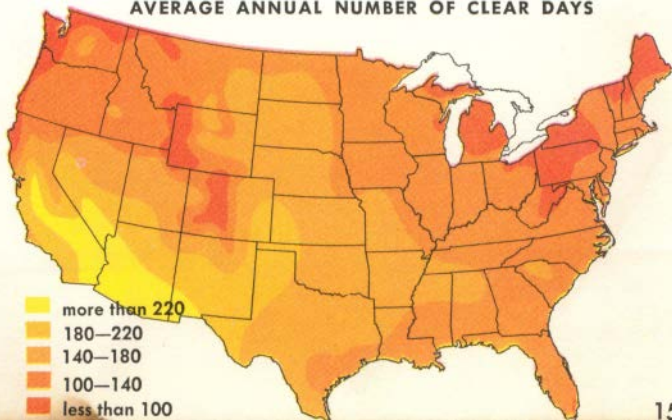 AVERAGE ANNUAL NUMBER OF CLEAR DAYS
more than 220
180—220
140—180
100—140
less than 100